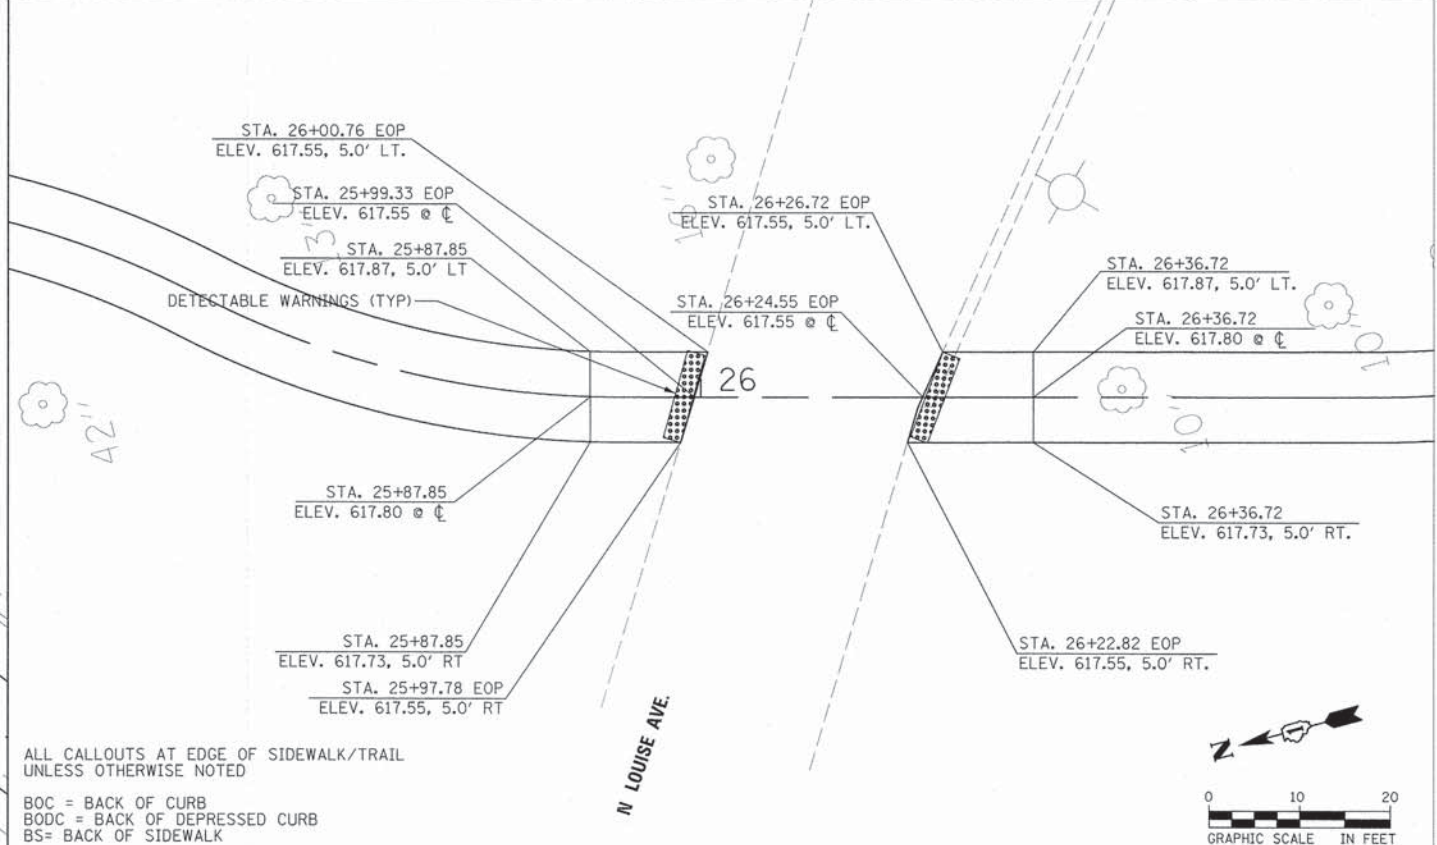 STA. 26+00.76 EOP
ELEV. 617.55, 5.0' LT.
STA. 25+99.33 EOP
ELEV. 617.55 @ ℄
STA. 25+87.85
ELEV. 617.87, 5.0' LT
DETECTABLE WARNINGS (TYP)
STA. 26+26.72 EOP
ELEV. 617.55, 5.0' LT.
STA. 26+24.55 EOP
ELEV. 617.55 @ ℄
STA. 26+36.72
ELEV. 617.87, 5.0' LT.
STA. 26+36.72
ELEV. 617.80 @ ℄
26
42"
10"
10"
STA. 25+87.85
ELEV. 617.80 @ ℄
STA. 26+36.72
ELEV. 617.73, 5.0' RT.
STA. 25+87.85
ELEV. 617.73, 5.0' RT
STA. 25+97.78 EOP
ELEV. 617.55, 5.0' RT
STA. 26+22.82 EOP
ELEV. 617.55, 5.0' RT.
N LOUISE AVE.
ALL CALLOUTS AT EDGE OF SIDEWALK/TRAIL
UNLESS OTHERWISE NOTED
BOC = BACK OF CURB
BODC = BACK OF DEPRESSED CURB
BS= BACK OF SIDEWALK
N
0 10 20
GRAPHIC SCALE IN FEET